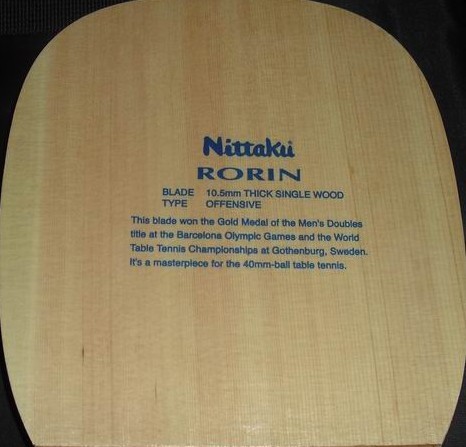 Nittaku
RORIN
BLADE 10.5mm THICK SINGLE WOOD
TYPE OFFENSIVE
This blade won the Gold Medal of the Men's Doubles
title at the Barcelona Olympic Games and the World
Table Tennis Championships at Gothenburg, Sweden.
It's a masterpiece for the 40mm-ball table tennis.